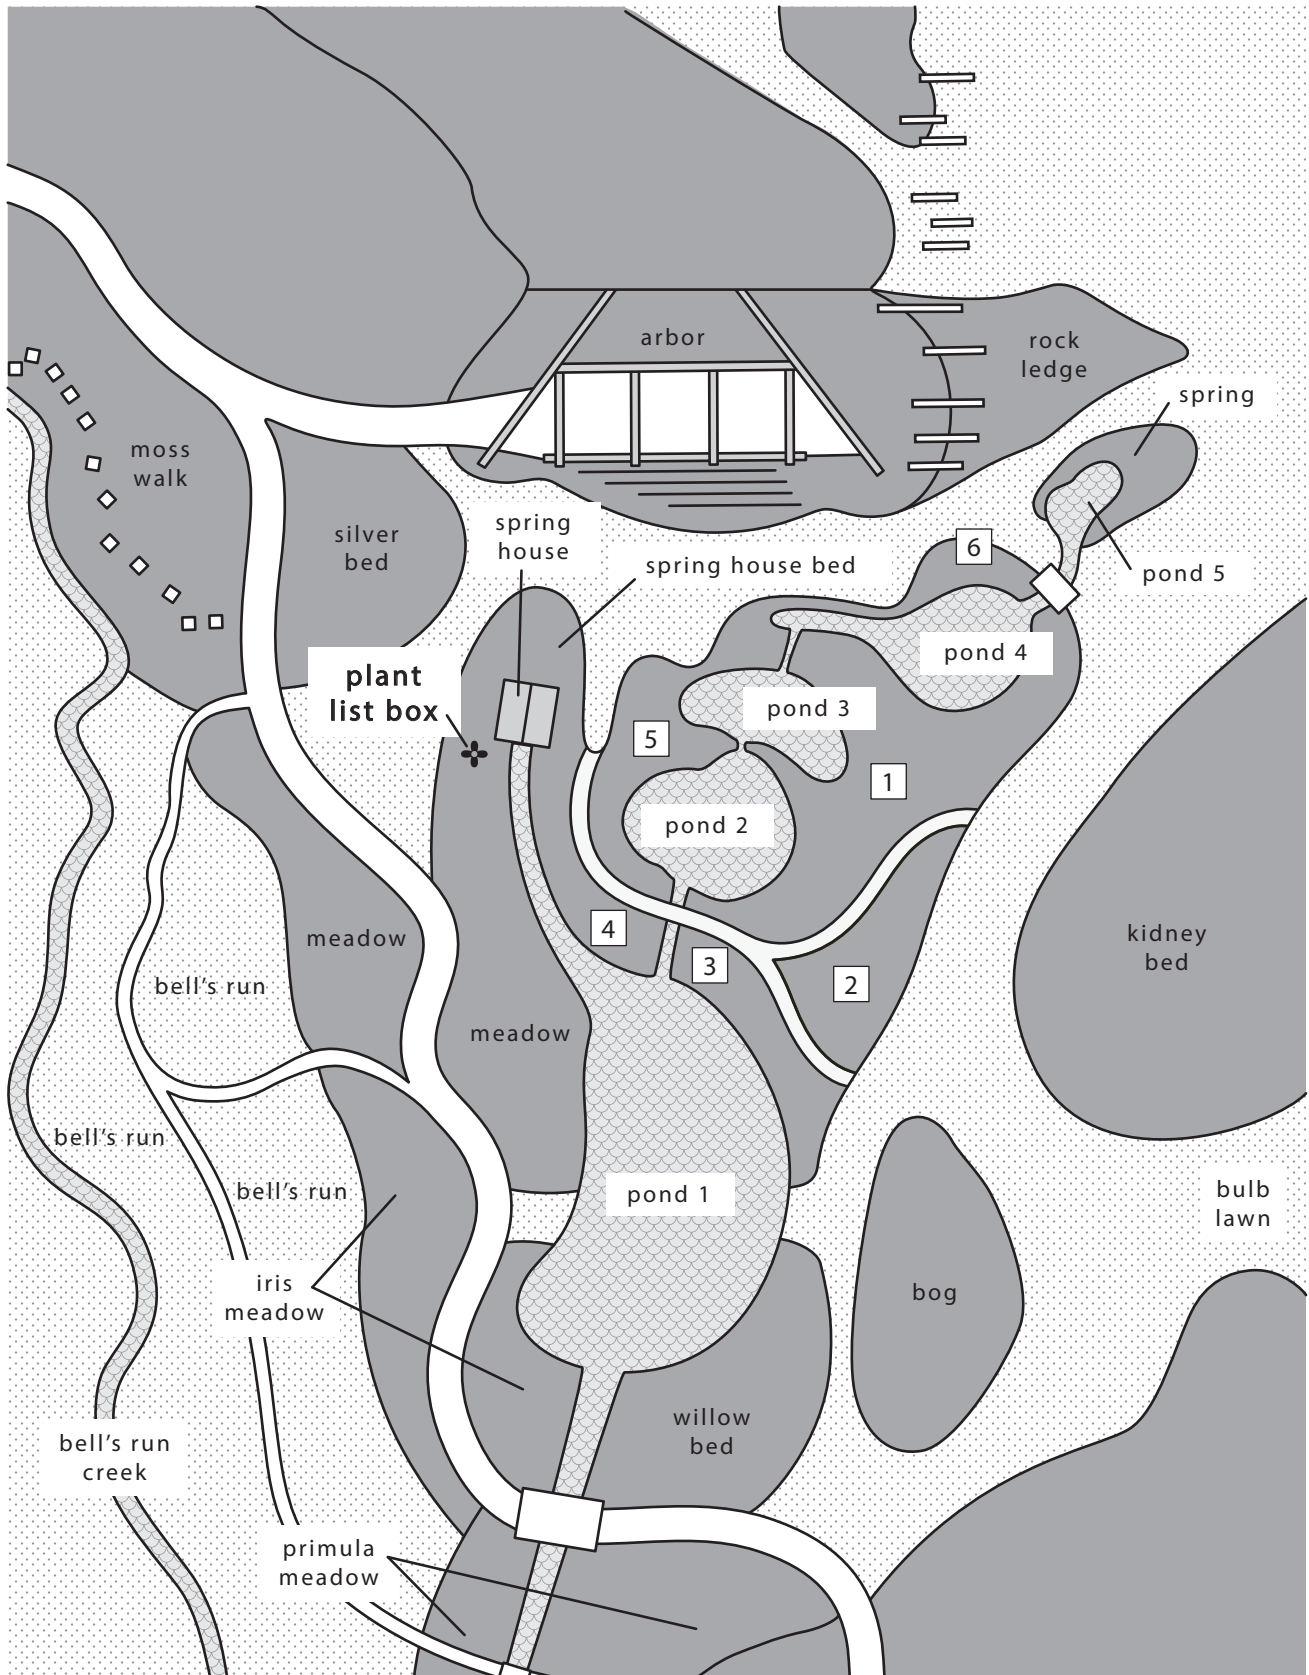 arbor
rock
ledge
spring
moss
walk
silver
bed
spring
house
spring house bed
6
pond 5
pond 4
plant
list box
pond 3
5
1
pond 2
4
3
2
meadow
bell's run
meadow
kidney
bed
bell's run
bell's run
pond 1
bulb
lawn
iris
meadow
bog
willow
bed
bell's run
creek
primula
meadow